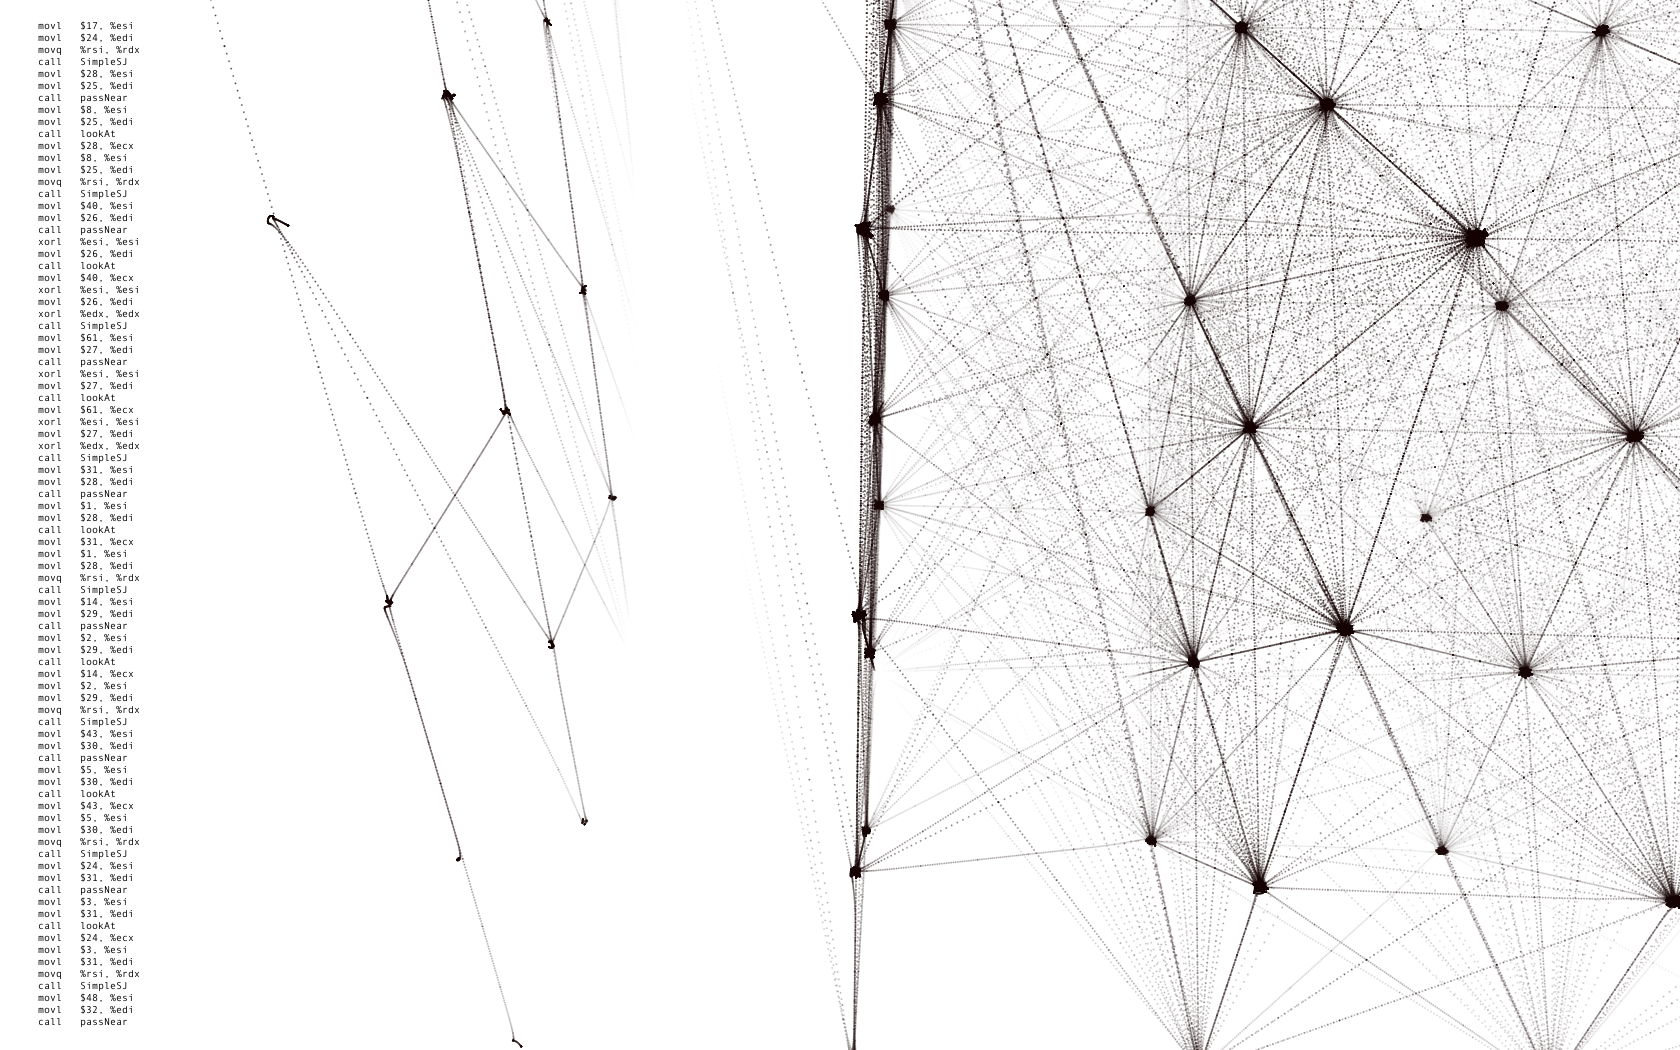 movl $17, %esi
movl $24, %edi
movq %rsi, %rdx
call SimpleSJ
movl $28, %esi
movl $25, %edi
call passNear
movl $8, %esi
movl $25, %edi
call lookAt
movl $28, %ecx
movl $8, %esi
movl $25, %edi
movq %rsi, %rdx
call SimpleSJ
movl $40, %esi
movl $26, %edi
call passNear
xorl %esi, %esi
movl $26, %edi
call lookAt
movl $40, %ecx
xorl %esi, %esi
movl $26, %edi
xorl %edx, %edx
call SimpleSJ
movl $61, %esi
movl $27, %edi
call passNear
xorl %esi, %esi
movl $27, %edi
call lookAt
movl $61, %ecx
xorl %esi, %esi
movl $27, %edi
xorl %edx, %edx
call SimpleSJ
movl $31, %esi
movl $28, %edi
call passNear
movl $1, %esi
movl $28, %edi
call lookAt
movl $31, %ecx
movl $1, %esi
movl $28, %edi
movq %rsi, %rdx
call SimpleSJ
movl $14, %esi
movl $29, %edi
call passNear
movl $2, %esi
movl $29, %edi
call lookAt
movl $14, %ecx
movl $2, %esi
movl $29, %edi
movq %rsi, %rdx
call SimpleSJ
movl $43, %esi
movl $30, %edi
call passNear
movl $5, %esi
movl $30, %edi
call lookAt
movl $43, %ecx
movl $5, %esi
movl $30, %edi
movq %rsi, %rdx
call SimpleSJ
movl $24, %esi
movl $31, %edi
call passNear
movl $3, %esi
movl $31, %edi
call lookAt
movl $24, %ecx
movl $3, %esi
movl $31, %edi
movq %rsi, %rdx
call SimpleSJ
movl $48, %esi
movl $32, %edi
call passNear